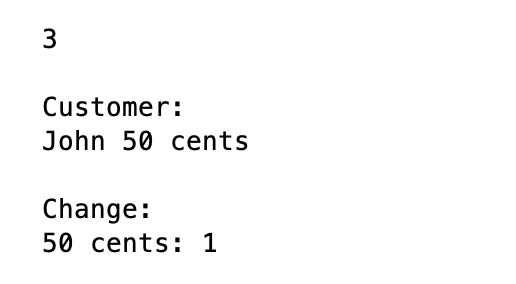 3
Customer:
John 50 cents
Change:
50 cents: 1